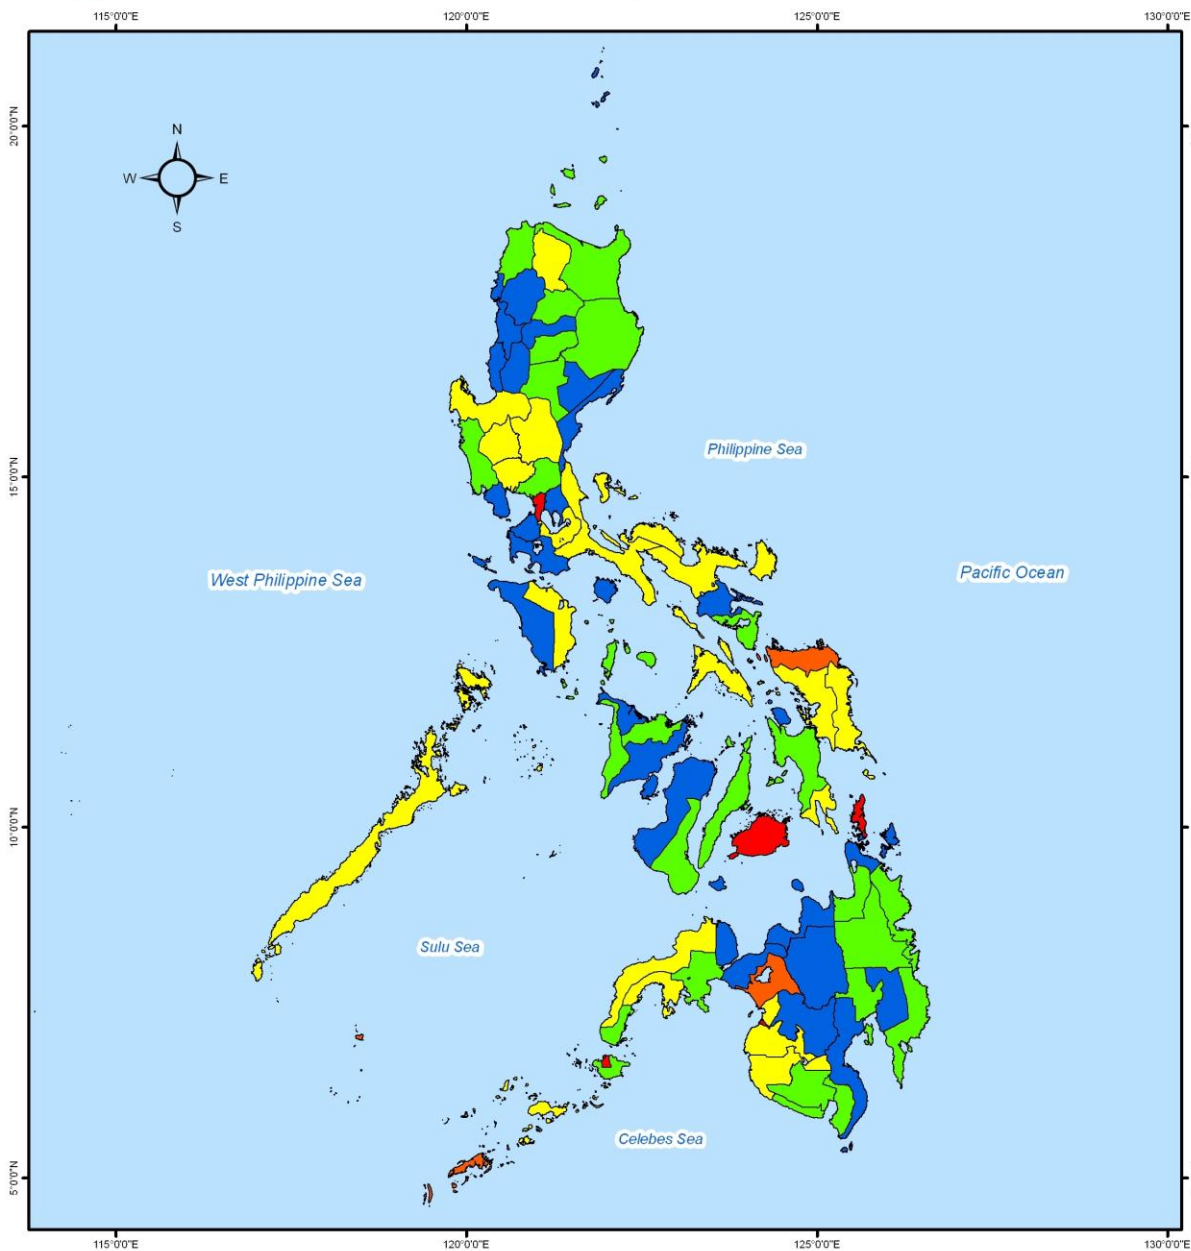 115°0'0"E 120°0'0"E 125°0'0"E 130°0'0"E
20°0'0"N
N
W E
S
Philippine Sea
15°0'0"N
West Philippine Sea
Pacific Ocean
10°0'0"N
Sulu Sea
Celebes Sea
5°0'0"N
115°0'0"E 120°0'0"E 125°0'0"E 130°0'0"E